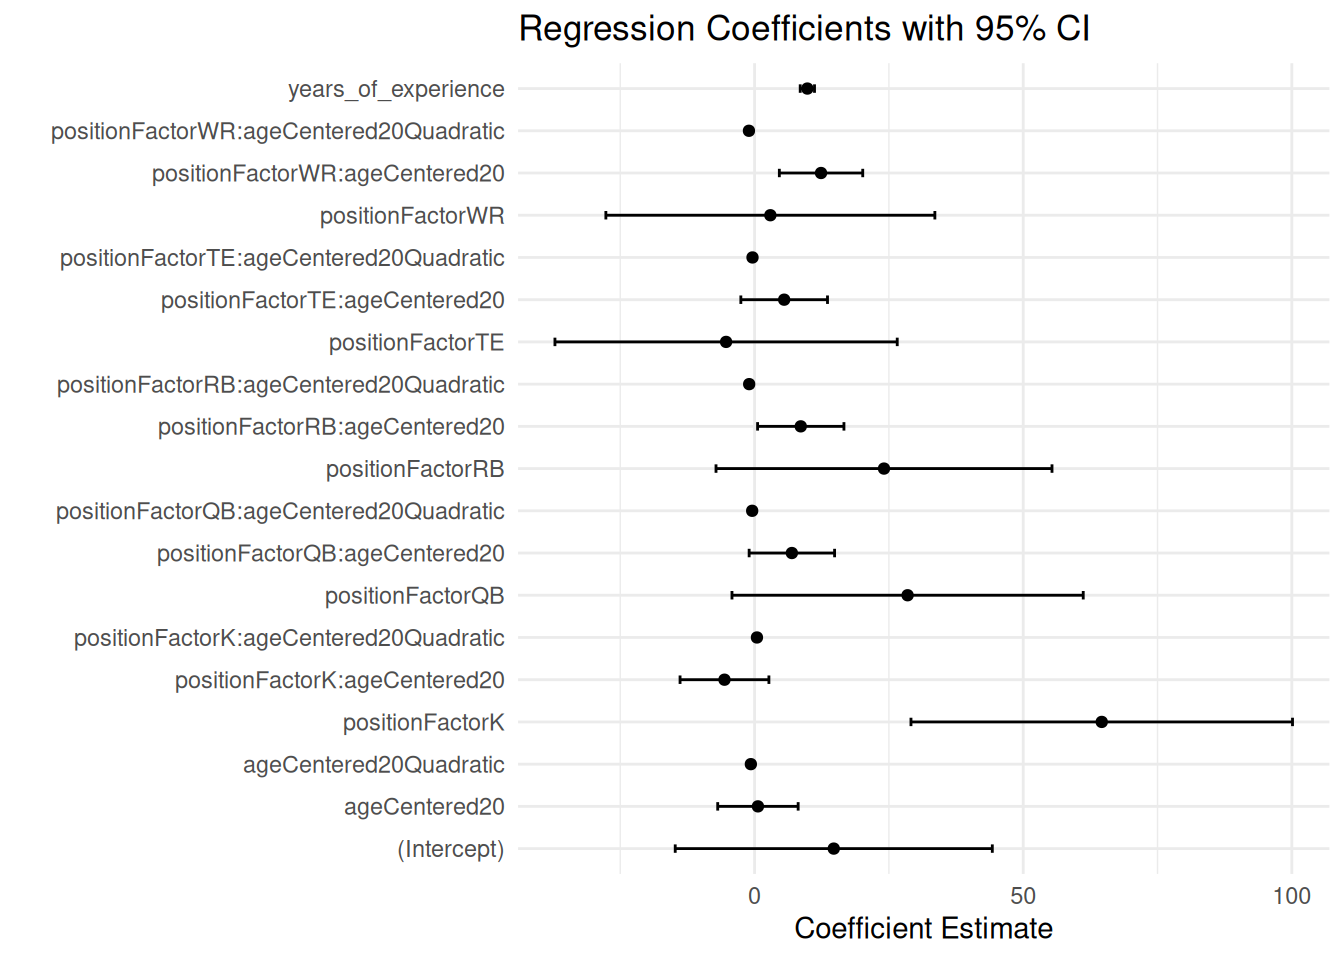 Regression Coefficients with 95% CI
years_of_experience
positionFactorWR:ageCentered20Quadratic
positionFactorWR:ageCentered20
positionFactorWR
positionFactorTE:ageCentered20Quadratic
positionFactorTE:ageCentered20
positionFactorTE
positionFactorRB:ageCentered20Quadratic
positionFactorRB:ageCentered20
positionFactorRB
positionFactorQB:ageCentered20Quadratic
positionFactorQB:ageCentered20
positionFactorQB
positionFactorK:ageCentered20Quadratic
positionFactorK:ageCentered20
positionFactorK
ageCentered20Quadratic
ageCentered20
(Intercept)
0 50 100
Coefficient Estimate